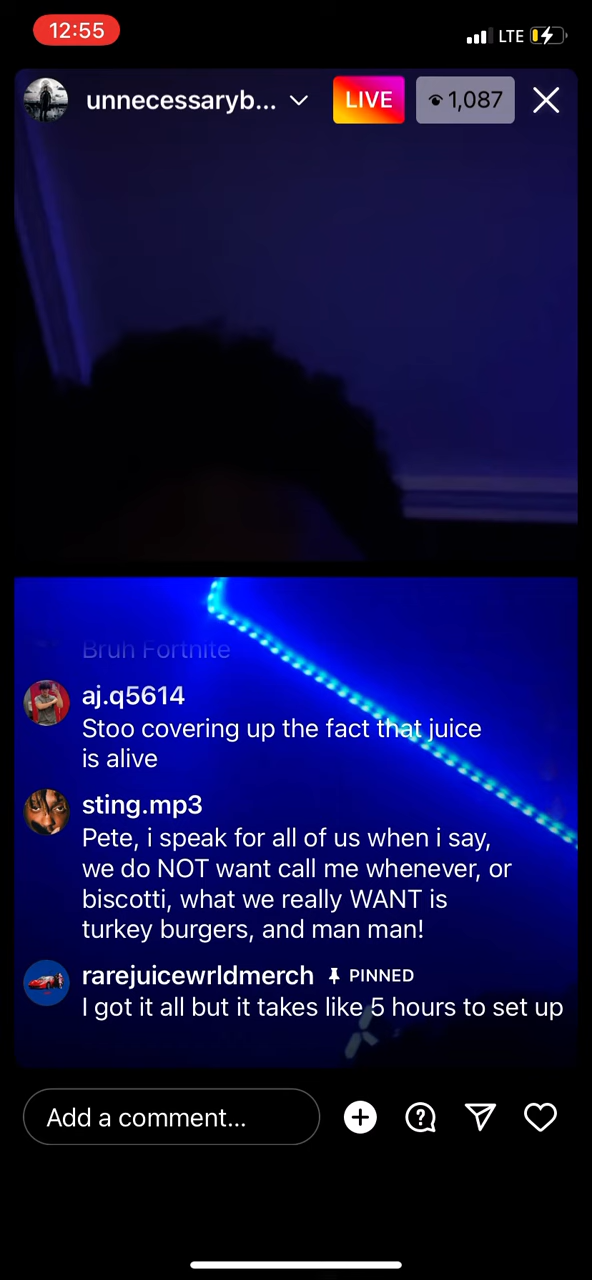 12:55
LTE
unnecessaryb...
LIVE
1,087
Bruh Fortnite
aj.q5614
Stoo covering up the fact that juice
is alive
sting.mp3
Pete, i speak for all of us when i say,
we do NOT want call me whenever, or
biscotti, what we really WANT is
turkey burgers, and man man!
rarejuicewrldmerch PINNED
I got it all but it takes like 5 hours to set up
Add a comment...